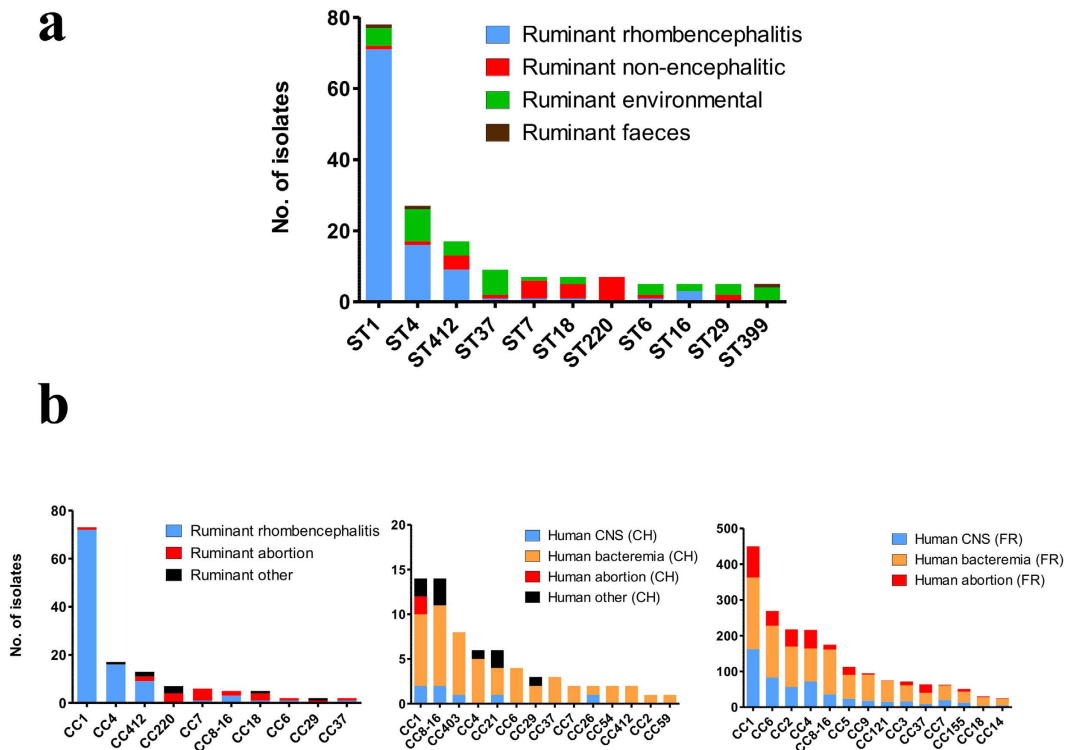 a
No. of isolates
80
60
40
20
0
Ruminant rhombencephalitis
Ruminant non-encephalitic
Ruminant environmental
Ruminant faeces
ST1 ST4 ST412 ST37 ST7 ST18 ST220 ST6 ST16 ST29 ST399
b
No. of isolates
80
60
40
20
0
Ruminant rhombencephalitis
Ruminant abortion
Ruminant other
CC1 CC4 CC412 CC220 CC7 CC8-16 CC18 CC6 CC29 CC37
20
15
10
5
0
Human CNS (CH)
Human bacteremia (CH)
Human abortion (CH)
Human other (CH)
CC1 CC8-16 CC403 CC4 CC21 CC6 CC29 CC37 CC7 CC26 CC54 CC412 CC2 CC59
500
400
300
200
100
0
Human CNS (FR)
Human bacteremia (FR)
Human abortion (FR)
CC1 CC6 CC2 CC4 CC8-16 CC5 CC9 CC121 CC3 CC37 CC7 CC155 CC18 CC14